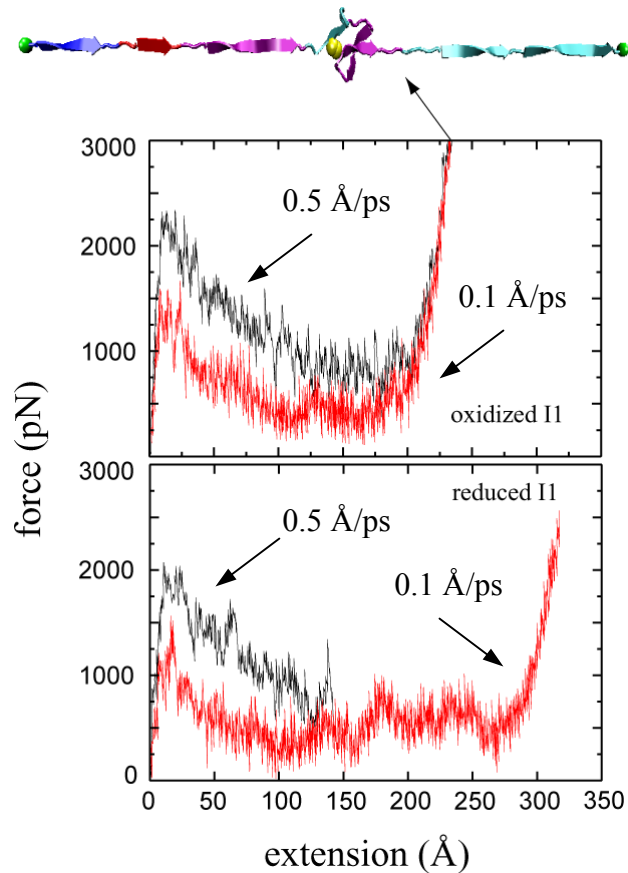 3000
0.5 Å/ps
2000
0.1 Å/ps
1000
oxidized I1
force (pN)
3000
reduced I1
0.5 Å/ps
2000
0.1 Å/ps
1000
0
0 50 100 150 200 250 300 350
extension (Å)